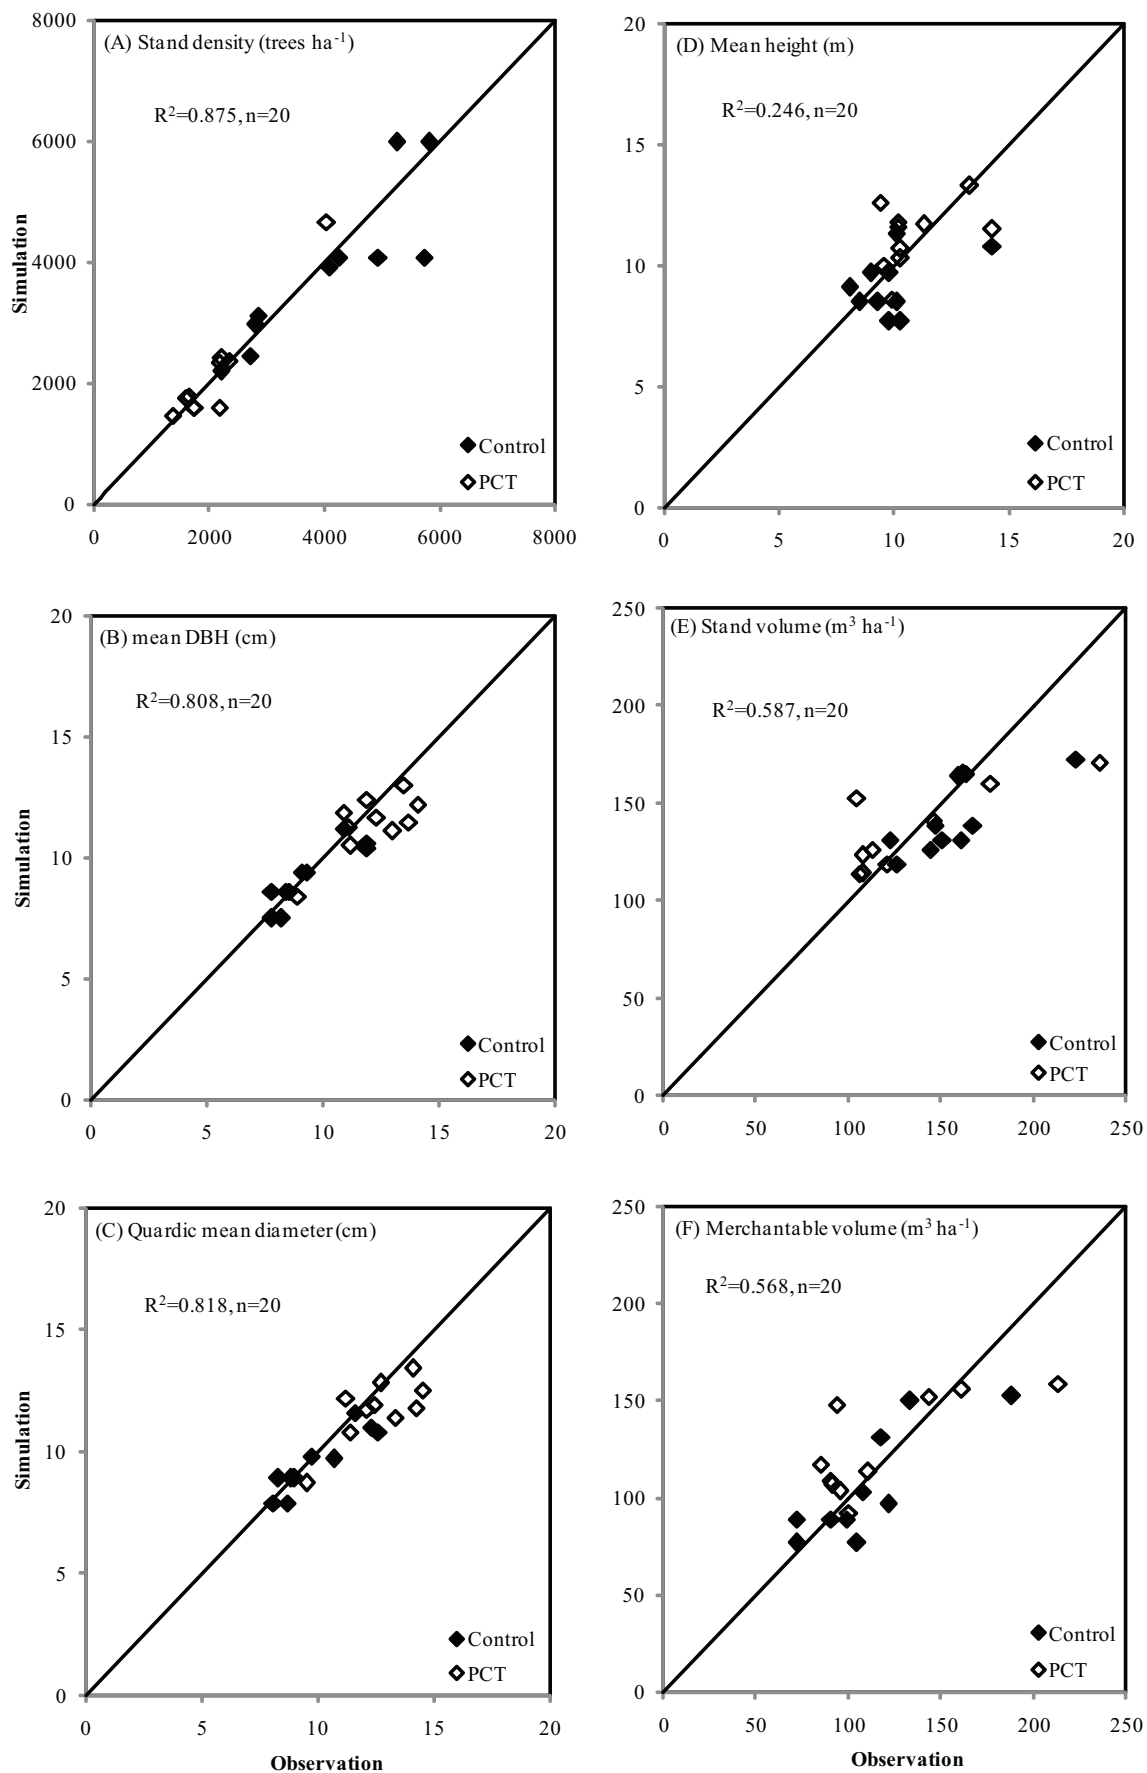 (A) Stand density (trees ha⁻¹)
R²=0.875, n=20
8000
6000
4000
2000
0
Simulation
Control
PCT
0 2000 4000 6000 8000
(D) Mean height (m)
R²=0.246, n=20
20
15
10
5
0
Control
PCT
0 5 10 15 20
(B) mean DBH (cm)
R²=0.808, n=20
20
15
10
5
0
Simulation
Control
PCT
0 5 10 15 20
(E) Stand volume (m³ ha⁻¹)
R²=0.587, n=20
250
200
150
100
50
0
Control
PCT
0 50 100 150 200 250
(C) Quardic mean diameter (cm)
R²=0.818, n=20
20
15
10
5
0
Simulation
Control
PCT
0 5 10 15 20
Observation
(F) Merchantable volume (m³ ha⁻¹)
R²=0.568, n=20
250
200
150
100
50
0
Control
PCT
0 50 100 150 200 250
Observation